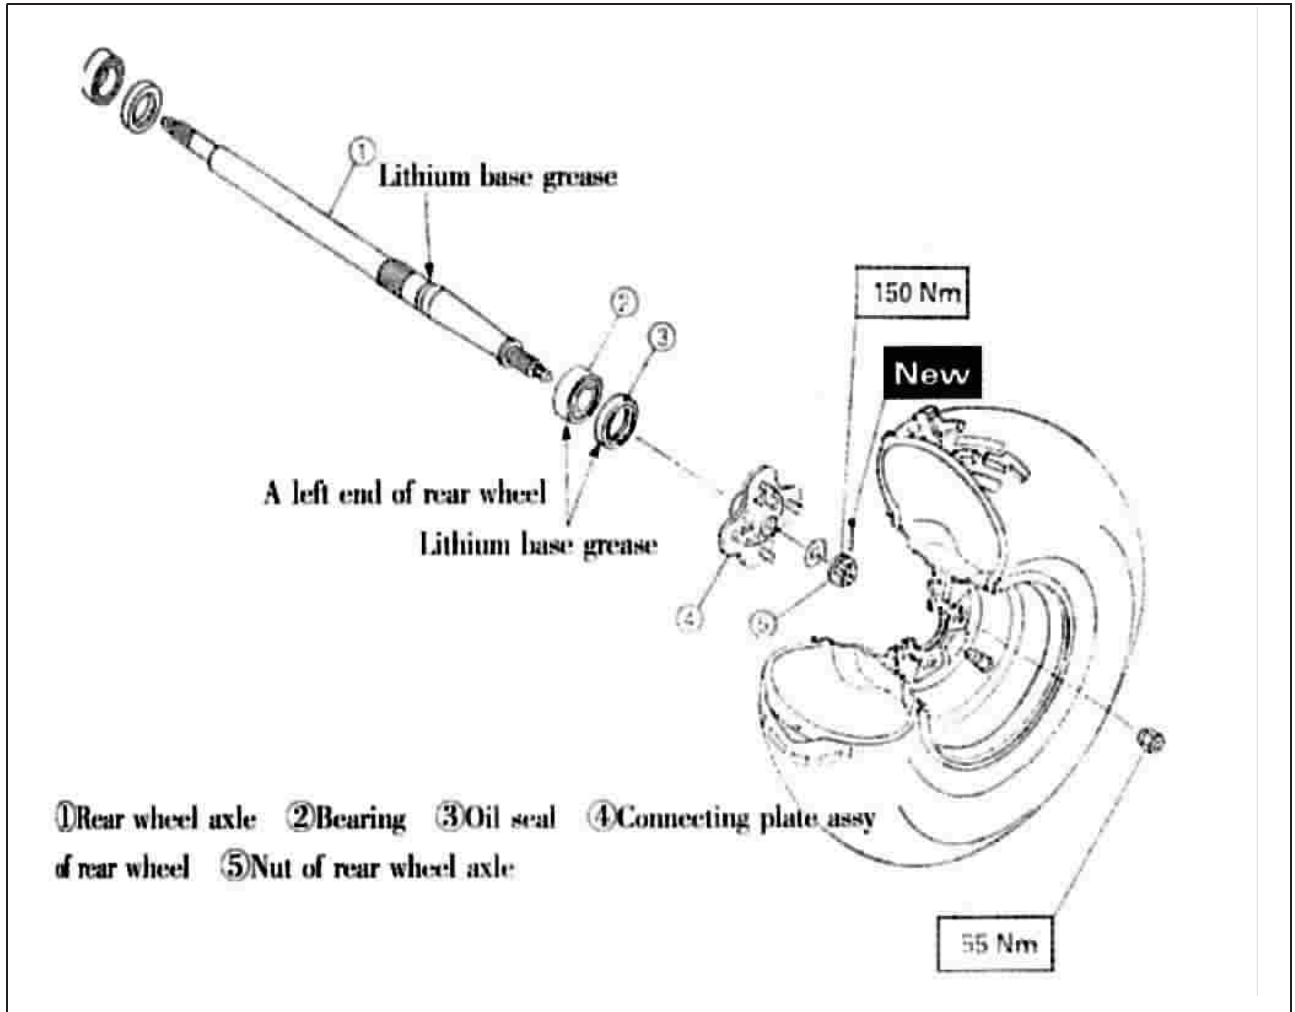 ①
Lithium base grease
②
③
150 Nm
New
A left end of rear wheel
Lithium base grease
④
⑤
①Rear wheel axle ②Bearing ③Oil seal ④Connecting plate assy
of rear wheel ⑤Nut of rear wheel axle
55 Nm